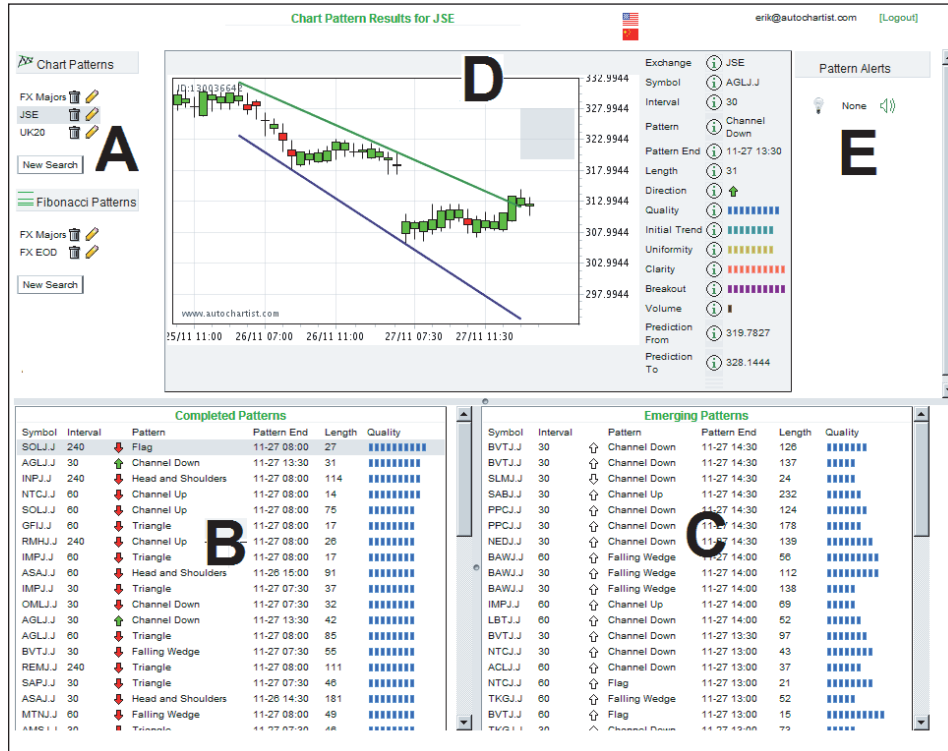 Chart Pattern Results for JSE
erik@autochartist.com [Logout]
Chart Patterns
FX Majors
JSE
UK20
New Search
A
Fibonacci Patterns
FX Majors
FX EOD
New Search
D
ID:130036642
332.9944
327.9944
322.9944
317.9944
312.9944
307.9944
302.9944
297.9944
www.autochartist.com
25/11 11:00 26/11 07:00 26/11 11:00 27/11 07:30 27/11 11:30
Exchange i JSE
Symbol i AGLJ.J
Interval i 30
Pattern i Channel Down
Pattern End i 11-27 13:30
Length i 31
Direction i
Quality i
Initial Trend i
Uniformity i
Clarity i
Breakout i
Volume i
Prediction From i 319.7827
Prediction To i 328.1444
Pattern Alerts
None
E
Completed Patterns
Symbol Interval Pattern Pattern End Length Quality
SOLJ.J 240 Flag 11-27 08:00 27
AGLJ.J 30 Channel Down 11-27 13:30 31
INPJ.J 240 Head and Shoulders 11-27 08:00 114
NTCJ.J 60 Channel Up 11-27 08:00 14
SOLJ.J 60 Channel Up 11-27 08:00 75
GFIJ.J 60 Triangle 11-27 08:00 17
RMHJ.J 240 Channel Up 11-27 08:00 26
IMPJ.J 60 Triangle 11-27 08:00 17
ASAJ.J 60 Head and Shoulders 11-26 15:00 91
IMPJ.J 30 Triangle 11-27 07:30 37
OMLJ.J 30 Channel Down 11-27 07:30 32
AGLJ.J 30 Channel Down 11-27 13:30 42
AGLJ.J 60 Triangle 11-27 08:00 85
BVTJ.J 30 Falling Wedge 11-27 07:30 55
REMJ.J 240 Triangle 11-27 08:00 111
SAPJ.J 30 Triangle 11-27 07:30 46
ASAJ.J 30 Head and Shoulders 11-26 14:30 181
MTNJ.J 60 Falling Wedge 11-27 08:00 49
AMSJ.J 30 Triangle 11-27 07:30 46
B
Emerging Patterns
Symbol Interval Pattern Pattern End Length Quality
BVTJ.J 30 Channel Down 11-27 14:30 126
BVTJ.J 30 Channel Down 11-27 14:30 137
SLMJ.J 30 Channel Down 11-27 14:30 24
SABJ.J 30 Channel Up 11-27 14:30 232
PPCJ.J 30 Channel Down 11-27 14:30 124
PPCJ.J 30 Channel Down 11-27 14:30 178
NEDJ.J 30 Channel Down 11-27 14:30 139
BAWJ.J 60 Falling Wedge 11-27 14:00 56
BAWJ.J 30 Falling Wedge 11-27 14:00 112
BAWJ.J 30 Falling Wedge 11-27 14:00 138
IMPJ.J 60 Channel Up 11-27 14:00 69
LBTJ.J 60 Channel Down 11-27 14:00 52
BVTJ.J 30 Channel Down 11-27 13:30 97
NTCJ.J 30 Channel Down 11-27 13:00 43
ACLJ.J 60 Channel Down 11-27 13:00 37
NTCJ.J 60 Flag 11-27 13:00 21
TKGJ.J 60 Falling Wedge 11-27 13:00 52
BVTJ.J 60 Flag 11-27 13:00 15
TKGJ.J 60 Channel Down 11-27 13:00 73
C